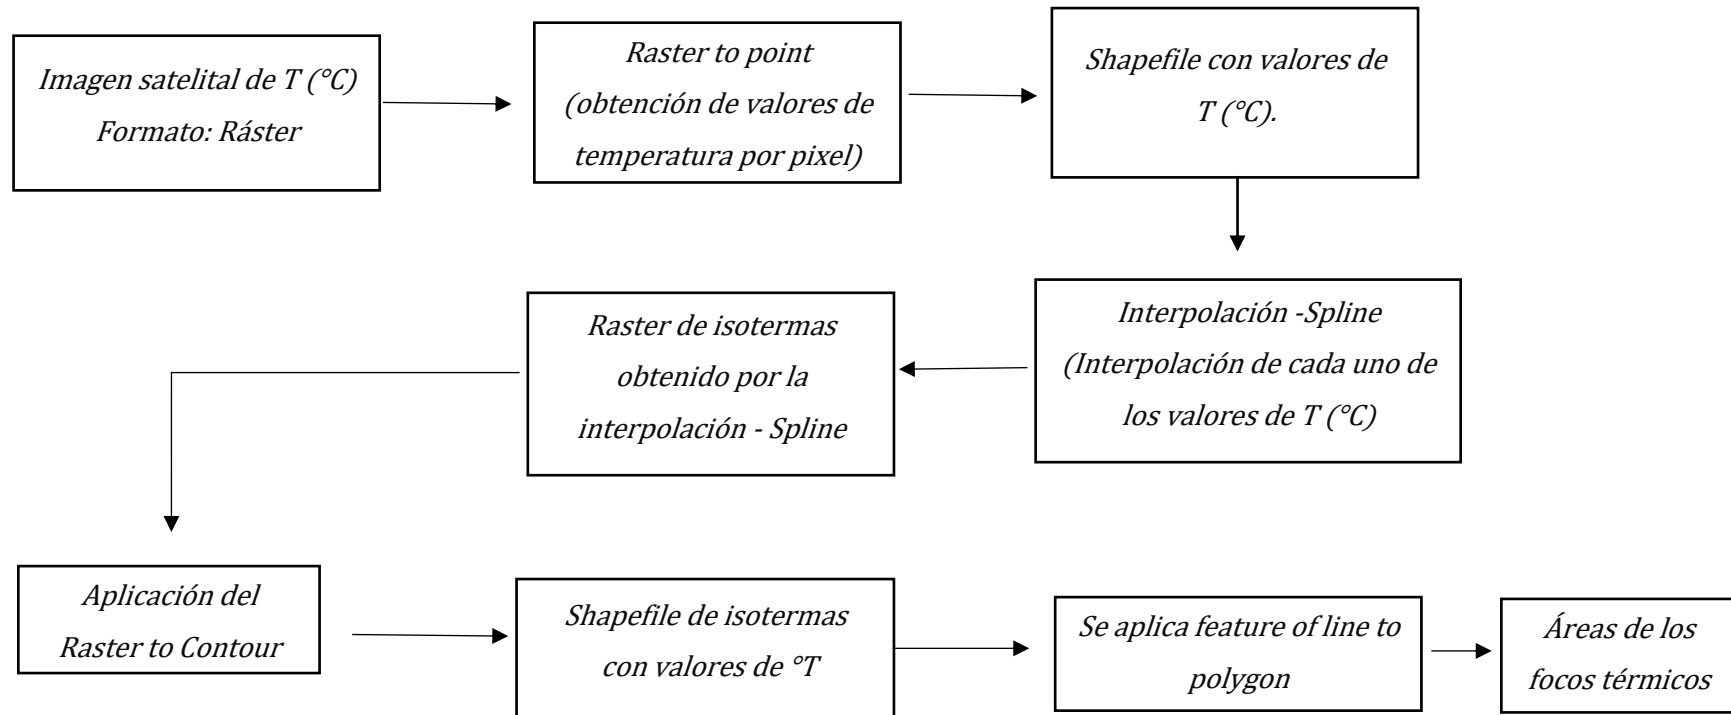 Imagen satelital de T (°C)
Formato: Ráster
Raster to point
(obtención de valores de
temperatura por pixel)
Shapefile con valores de
T (°C).
Interpolación -Spline
(Interpolación de cada uno de
los valores de T (°C)
Raster de isotermas
obtenido por la
interpolación - Spline
Aplicación del
Raster to Contour
Shapefile de isotermas
con valores de °T
Se aplica feature of line to
polygon
Áreas de los
focos térmicos